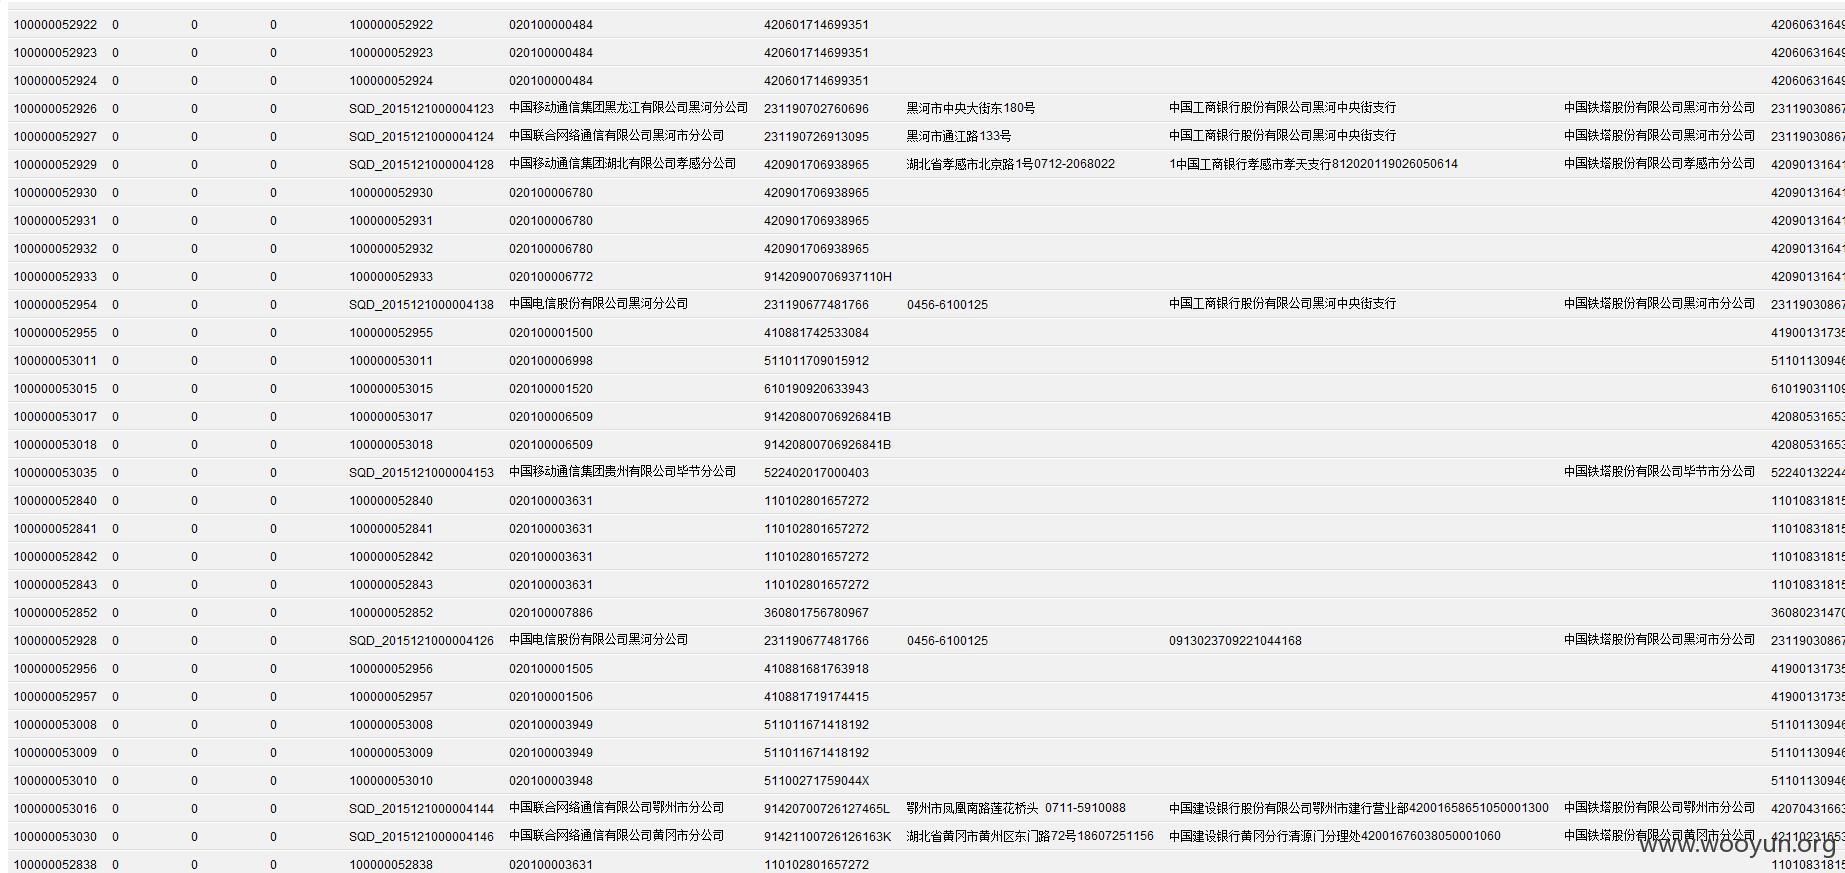 100000052922 0 0 0 100000052922 020100000484 420601714699351 4206063164
100000052923 0 0 0 100000052923 020100000484 420601714699351 4206063164
100000052924 0 0 0 100000052924 020100000484 420601714699351 4206063164
100000052926 0 0 0 SQD_2015121000004123 中国移动通信集团黑龙江有限公司黑河分公司 231190702760696 黑河市中央大街东180号 中国工商银行股份有限公司黑河中央街支行 中国铁塔股份有限公司黑河市分公司 2311903086
100000052927 0 0 0 SQD_2015121000004124 中国联合网络通信有限公司黑河市分公司 231190726913095 黑河市通江路133号 中国工商银行股份有限公司黑河中央街支行 中国铁塔股份有限公司黑河市分公司 2311903086
100000052929 0 0 0 SQD_2015121000004128 中国移动通信集团湖北有限公司孝感分公司 420901706938965 湖北省孝感市北京路1号0712-2068022 1中国工商银行孝感市孝天支行812020119026050614 中国铁塔股份有限公司孝感市分公司 4209013164
100000052930 0 0 0 100000052930 020100006780 420901706938965 4209013164
100000052931 0 0 0 100000052931 020100006780 420901706938965 4209013164
100000052932 0 0 0 100000052932 020100006780 420901706938965 4209013164
100000052933 0 0 0 100000052933 020100006772 91420900706937110H 4209013164
100000052954 0 0 0 SQD_2015121000004138 中国电信股份有限公司黑河分公司 231190677481766 0456-6100125 中国工商银行股份有限公司黑河中央街支行 中国铁塔股份有限公司黑河市分公司 2311903086
100000052955 0 0 0 100000052955 020100001500 410881742533084 41900131735
100000053011 0 0 0 100000053011 020100006998 511011709015912 5110113094
100000053015 0 0 0 100000053015 020100001520 610190920633943 6101903110
100000053017 0 0 0 100000053017 020100006509 91420800706926841B 4208053165
100000053018 0 0 0 100000053018 020100006509 91420800706926841B 4208053165
100000053035 0 0 0 SQD_2015121000004153 中国移动通信集团贵州有限公司毕节分公司 522402017000403 中国铁塔股份有限公司毕节市分公司 5224013224
100000052840 0 0 0 100000052840 020100003631 110102801657272 1101083181
100000052841 0 0 0 100000052841 020100003631 110102801657272 1101083181
100000052842 0 0 0 100000052842 020100003631 110102801657272 1101083181
100000052843 0 0 0 100000052843 020100003631 110102801657272 1101083181
100000052852 0 0 0 100000052852 020100007886 360801756780967 3608023147
100000052928 0 0 0 SQD_2015121000004126 中国电信股份有限公司黑河分公司 231190677481766 0456-6100125 0913023709221044168 中国铁塔股份有限公司黑河市分公司 2311903086
100000052956 0 0 0 100000052956 020100001505 410881681763918 41900131735
100000052957 0 0 0 100000052957 020100001506 410881719174415 41900131735
100000053008 0 0 0 100000053008 020100003949 511011671418192 5110113094
100000053009 0 0 0 100000053009 020100003949 511011671418192 5110113094
100000053010 0 0 0 100000053010 020100003948 51100271759044X 5110113094
100000053016 0 0 0 SQD_2015121000004144 中国联合网络通信有限公司鄂州市分公司 91420700726127465L 鄂州市凤凰南路莲花桥头 0711-5910088 中国建设银行股份有限公司鄂州市建行营业部42001658651050001300 中国铁塔股份有限公司鄂州市分公司 4207043166
100000053030 0 0 0 SQD_2015121000004146 中国联合网络通信有限公司黄冈市分公司 91421100726126163K 湖北省黄冈市黄州区东门路72号18607251156 中国建设银行黄冈分行清源门分理处42001676038050001060 中国铁塔股份有限公司黄冈市分公司 4211023165
www.wooyun.org
100000052838 0 0 0 100000052838 020100003631 110102801657272 1101083181